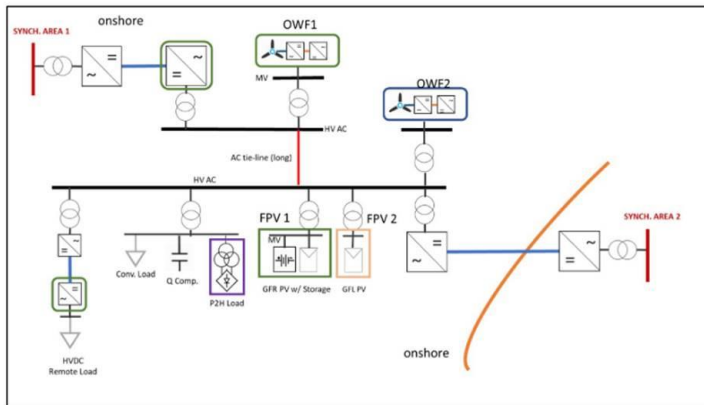 onshore
OWF1
SYNCH. AREA 1
MV
OWF2
HV AC
AC tie-line (long)
HV AC
FPV 1
FPV 2
SYNCH. AREA 2
MV
Conv. Load
Q Comp.
GFR PV w/ Storage
GFL PV
P2H Load
onshore
HVDC
Remote Load